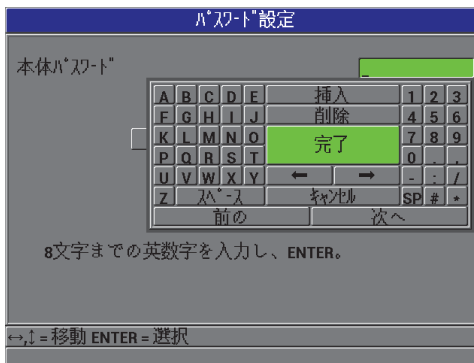 ﾊﾟｽﾜｰﾄﾞ設定
本体ﾊﾟｽﾜｰﾄﾞ
A B C D E 挿入 1 2 3
F G H I J 削除 4 5 6
K L M N O 完了 7 8 9
P Q R S T 0 . ,
U V W X Y ← → - : /
Z ｽﾍﾟｰｽ ｷｬﾝｾﾙ SP # *
前の 次へ
8文字までの英数字を入力し、ENTER。
↔,↕=移動 ENTER=選択